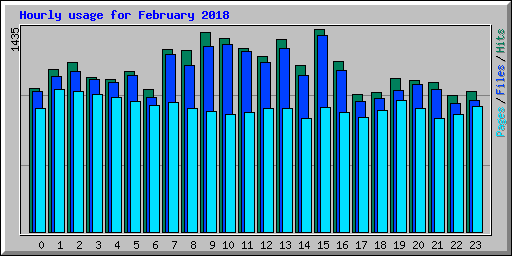 Hourly usage for February 2018
1435
Pages/Files/Hits
0 1 2 3 4 5 6 7 8 9 10 11 12 13 14 15 16 17 18 19 20 21 22 23